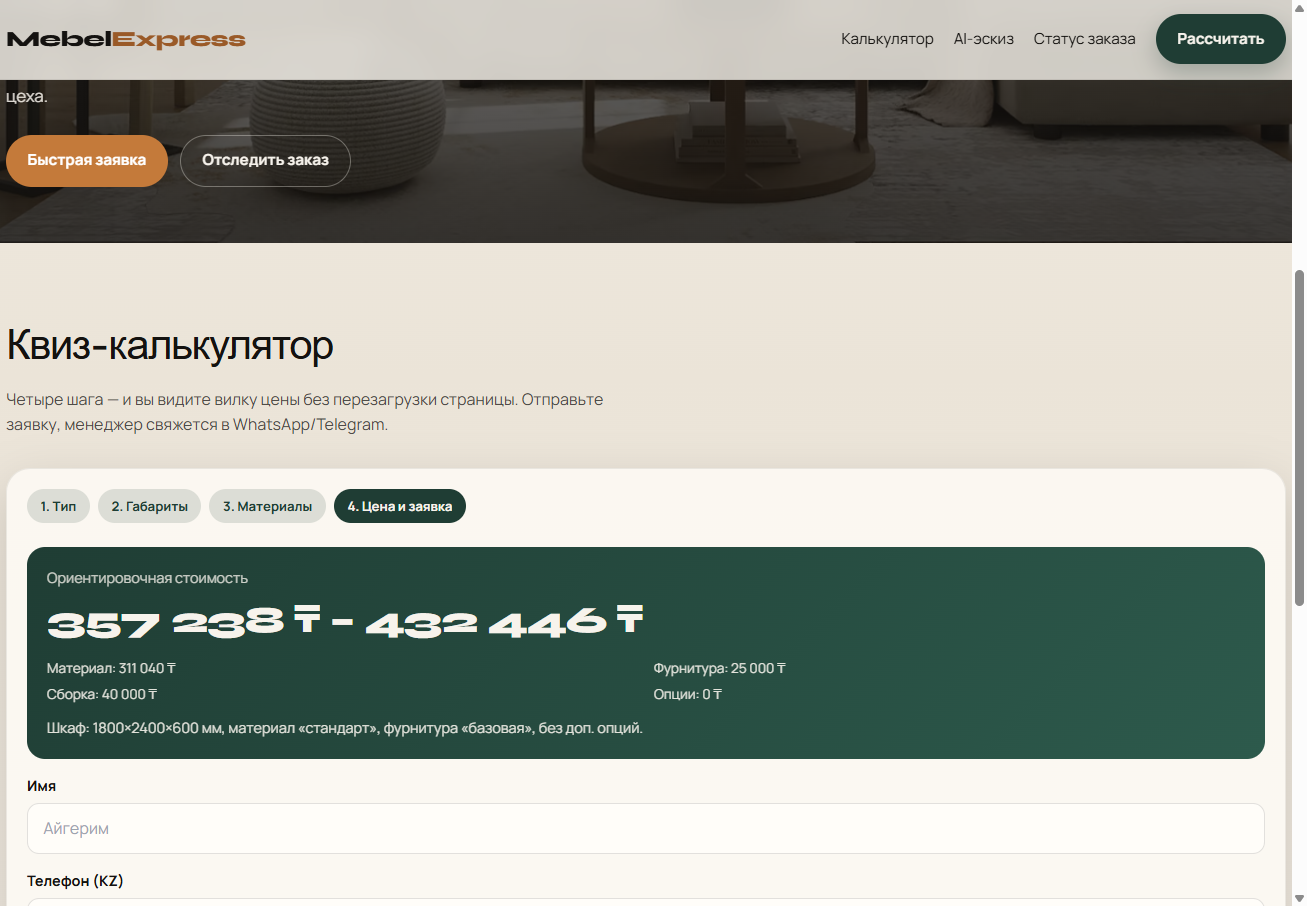 MebelExpress
Калькулятор
AI-эскиз
Статус заказа
Рассчитать
цеха.
Быстрая заявка
Отследить заказ
Квиз-калькулятор
Четыре шага — и вы видите вилку цены без перезагрузки страницы. Отправьте
заявку, менеджер свяжется в WhatsApp/Telegram.
1. Тип
2. Габариты
3. Материалы
4. Цена и заявка
Ориентировочная стоимость
357 238 ₸ – 432 446 ₸
Материал: 311 040 ₸
Фурнитура: 25 000 ₸
Сборка: 40 000 ₸
Опции: 0 ₸
Шкаф: 1800×2400×600 мм, материал «стандарт», фурнитура «базовая», без доп. опций.
Имя
Айгерим
Телефон (KZ)